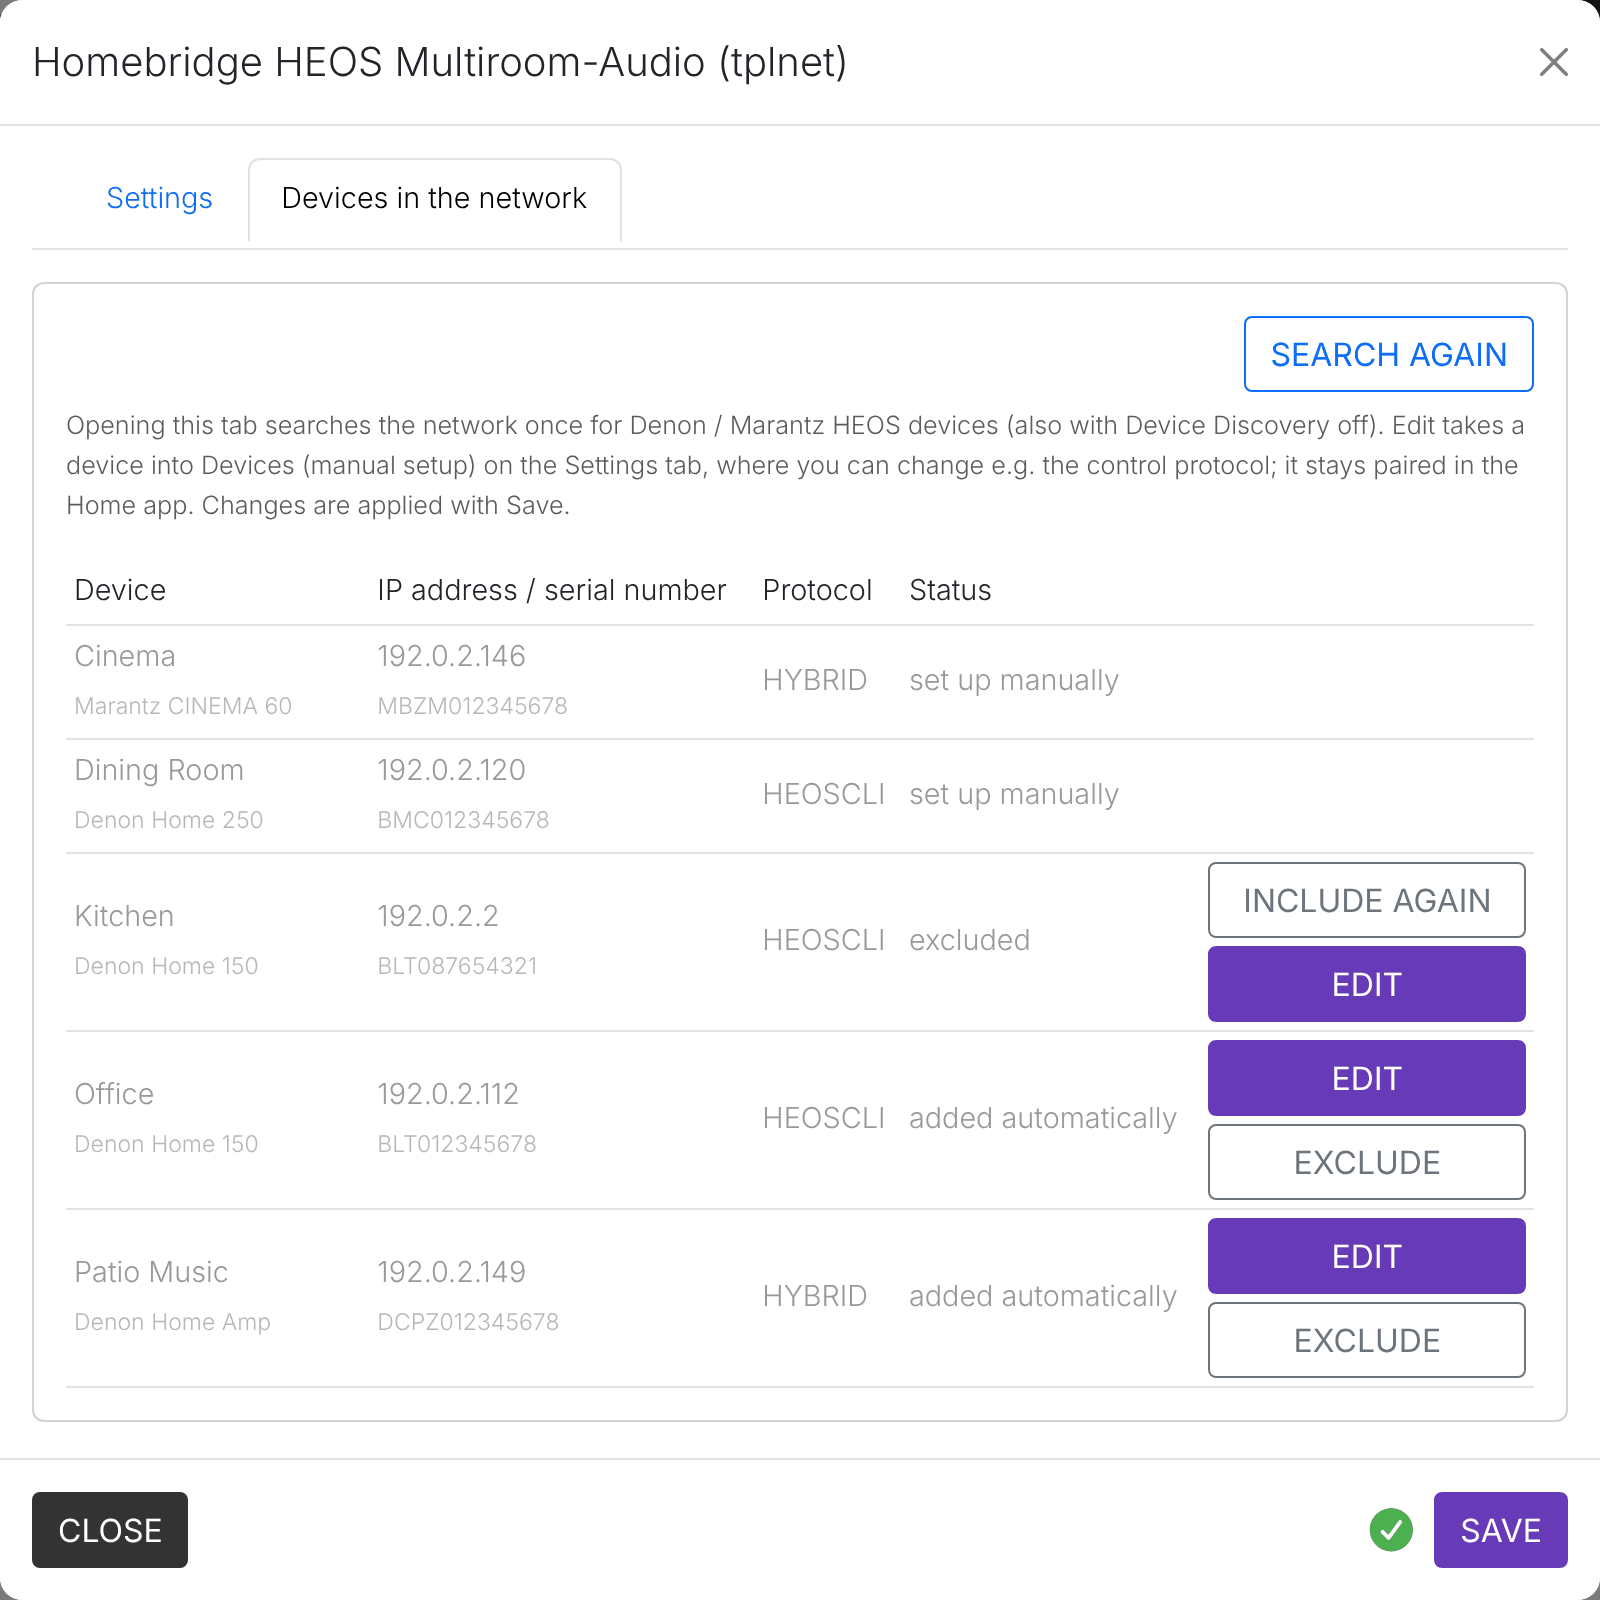 Homebridge HEOS Multiroom-Audio (tplnet)
Settings
Devices in the network
SEARCH AGAIN
Opening this tab searches the network once for Denon / Marantz HEOS devices (also with Device Discovery off). Edit takes a
device into Devices (manual setup) on the Settings tab, where you can change e.g. the control protocol; it stays paired in the
Home app. Changes are applied with Save.
Device IP address / serial number Protocol Status
Cinema 192.0.2.146
HYBRID set up manually
Marantz CINEMA 60 MBZM012345678
Dining Room 192.0.2.120
HEOSCLI set up manually
Denon Home 250 BMC012345678
INCLUDE AGAIN
Kitchen 192.0.2.2
HEOSCLI excluded
Denon Home 150 BLT087654321
EDIT
EDIT
Office 192.0.2.112
HEOSCLI added automatically
Denon Home 150 BLT012345678
EXCLUDE
EDIT
Patio Music 192.0.2.149
HYBRID added automatically
Denon Home Amp DCPZ012345678
EXCLUDE
CLOSE
SAVE